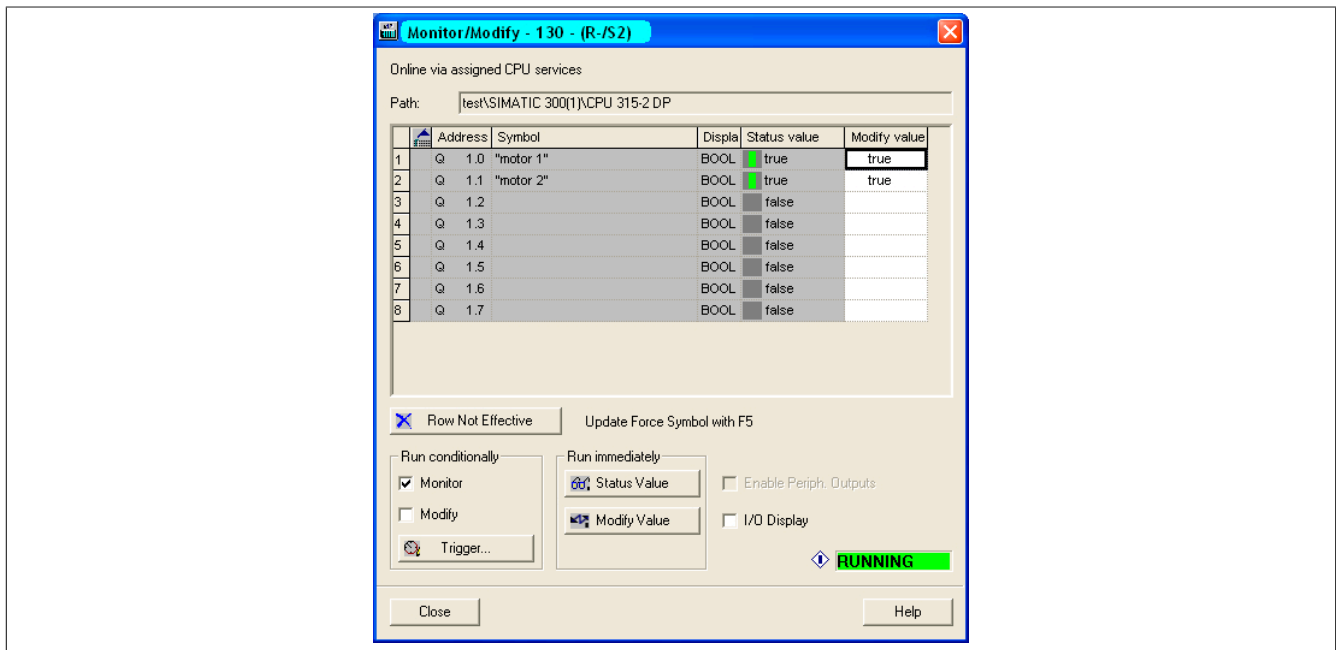 Monitor/Modify - 130 - (R-/S2)
Online via assigned CPU services
Path: test\SIMATIC 300(1)\CPU 315-2 DP
Address Symbol Displa Status value Modify value
1 Q 1.0 "motor 1" BOOL true true
2 Q 1.1 "motor 2" BOOL true true
3 Q 1.2 BOOL false
4 Q 1.3 BOOL false
5 Q 1.4 BOOL false
6 Q 1.5 BOOL false
7 Q 1.6 BOOL false
8 Q 1.7 BOOL false
Row Not Effective Update Force Symbol with F5
Run conditionally Run immediately
Monitor Status Value Enable Periph. Outputs
Modify Modify Value I/O Display
Trigger...
RUNNING
Close Help